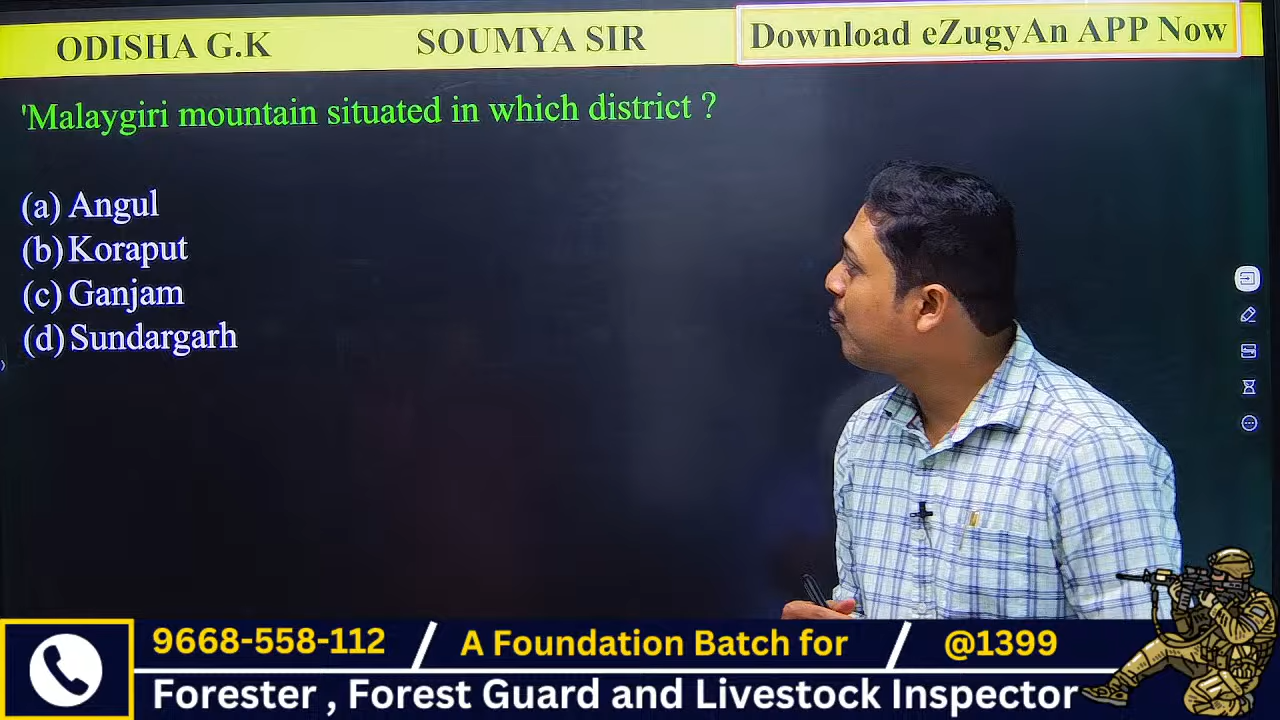 ODISHA G.K SOUMYA SIR Download eZugyAn APP Now
'Malaygiri mountain situated in which district ?
(a) Angul
(b) Koraput
(c) Ganjam
(d) Sundargarh
9668-558-112 / A Foundation Batch for / @1399
Forester , Forest Guard and Livestock Inspector